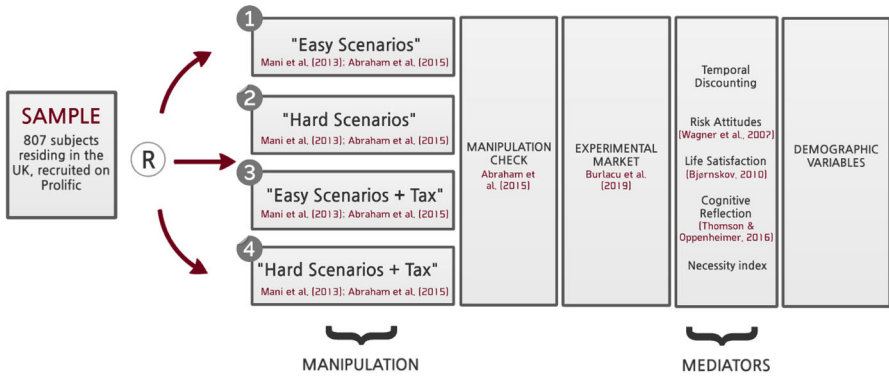 SAMPLE
807 subjects
residing in the
UK, recruited on
Prolific
R
1
"Easy Scenarios"
Mani et al. (2013); Abraham et al. (2015)
2
"Hard Scenarios"
Mani et al. (2013); Abraham et al. (2015)
3
"Easy Scenarios + Tax"
Mani et al. (2013); Abraham et al. (2015)
4
"Hard Scenarios + Tax"
Mani et al. (2013); Abraham et al. (2015)
MANIPULATION
MANIPULATION
CHECK
Abraham et
al. (2015)
EXPERIMENTAL
MARKET
Burlacu et al.
(2019)
Temporal
Discounting
Risk Attitudes
(Wagner et al., 2007)
Life Satisfaction
(Bjørnskov, 2010)
Cognitive
Reflection
(Thomson &
Oppenheimer, 2016)
Necessity index
MEDIATORS
DEMOGRAPHIC
VARIABLES